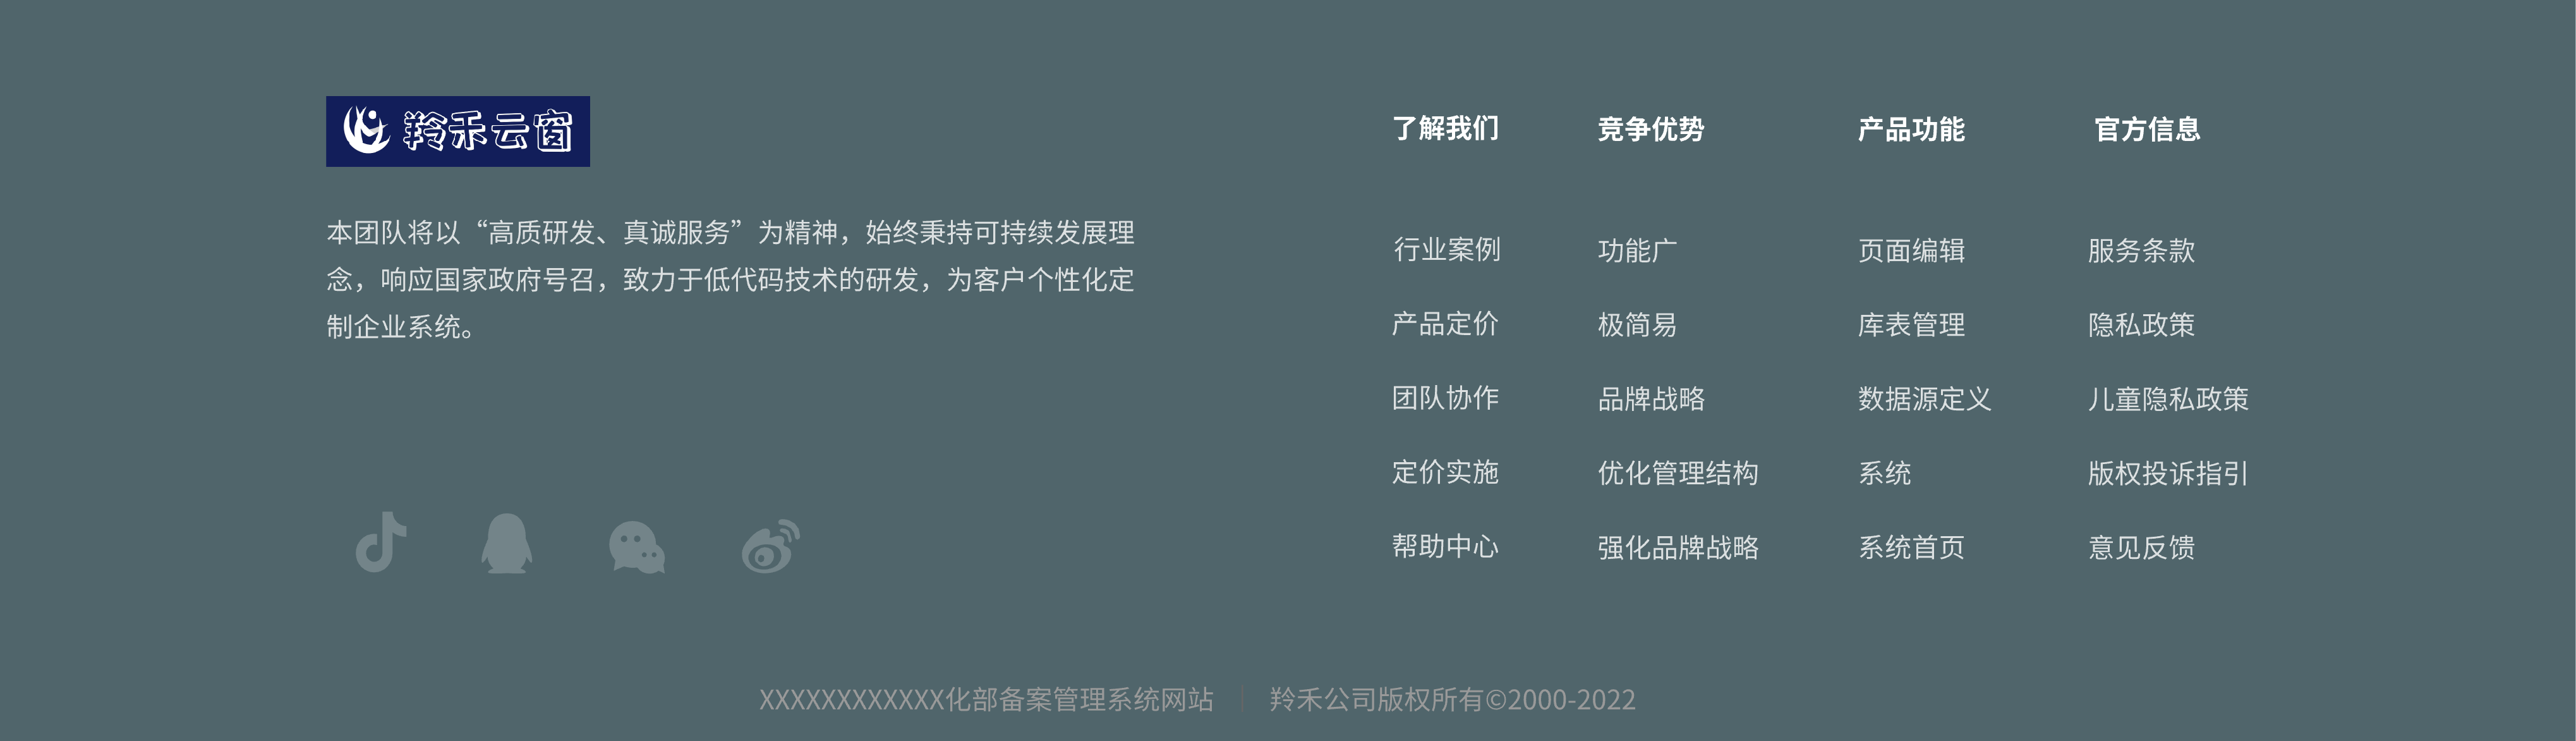 羚禾云窗
本团队将以“高质研发、真诚服务”为精神，始终秉持可持续发展理
念，响应国家政府号召，致力于低代码技术的研发，为客户个性化定
制企业系统。
了解我们
行业案例
产品定价
团队协作
定价实施
帮助中心
竞争优势
功能广
极简易
品牌战略
优化管理结构
强化品牌战略
产品功能
页面编辑
库表管理
数据源定义
系统
系统首页
官方信息
服务条款
隐私政策
儿童隐私政策
版权投诉指引
意见反馈
XXXXXXXXXXXX化部备案管理系统网站 | 羚禾公司版权所有©2000-2022